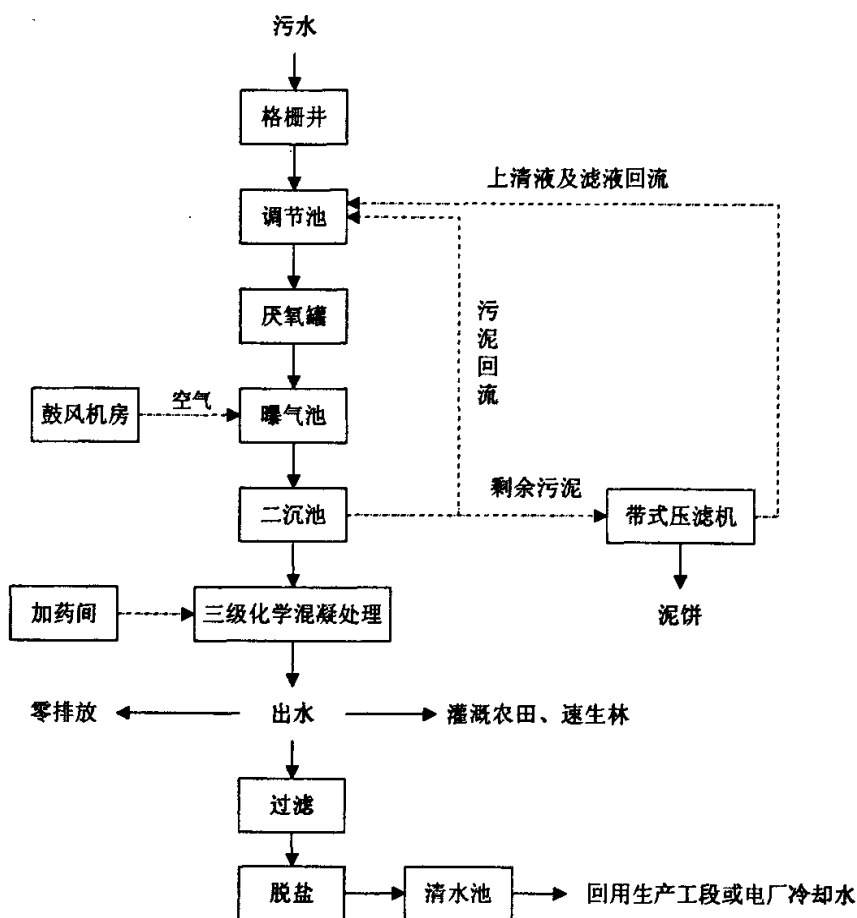 污水
格栅井
上清液及滤液回流
调节池
厌氧罐
污泥回流
鼓风机房
空气
曝气池
二沉池
剩余污泥
带式压滤机
加药间
三级化学混凝处理
泥饼
零排放
出水
灌溉农田、速生林
过滤
脱盐
清水池
回用生产工段或电厂冷却水